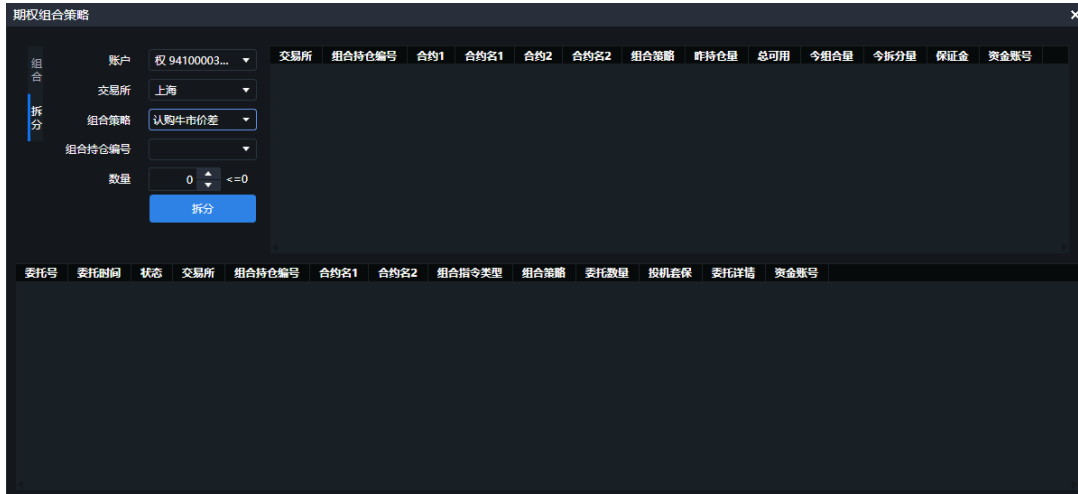 期权组合策略
组合
拆分
账户 权 94100003...
交易所 上海
组合策略 认购牛市价差
组合持仓编号
数量 0 <=0
拆分
交易所 组合持仓编号 合约1 合约名1 合约2 合约名2 组合策略 昨持仓量 总可用 今组合量 今拆分量 保证金 资金账号
委托号 委托时间 状态 交易所 组合持仓编号 合约名1 合约名2 组合指令类型 组合策略 委托数量 投机套保 委托详情 资金账号